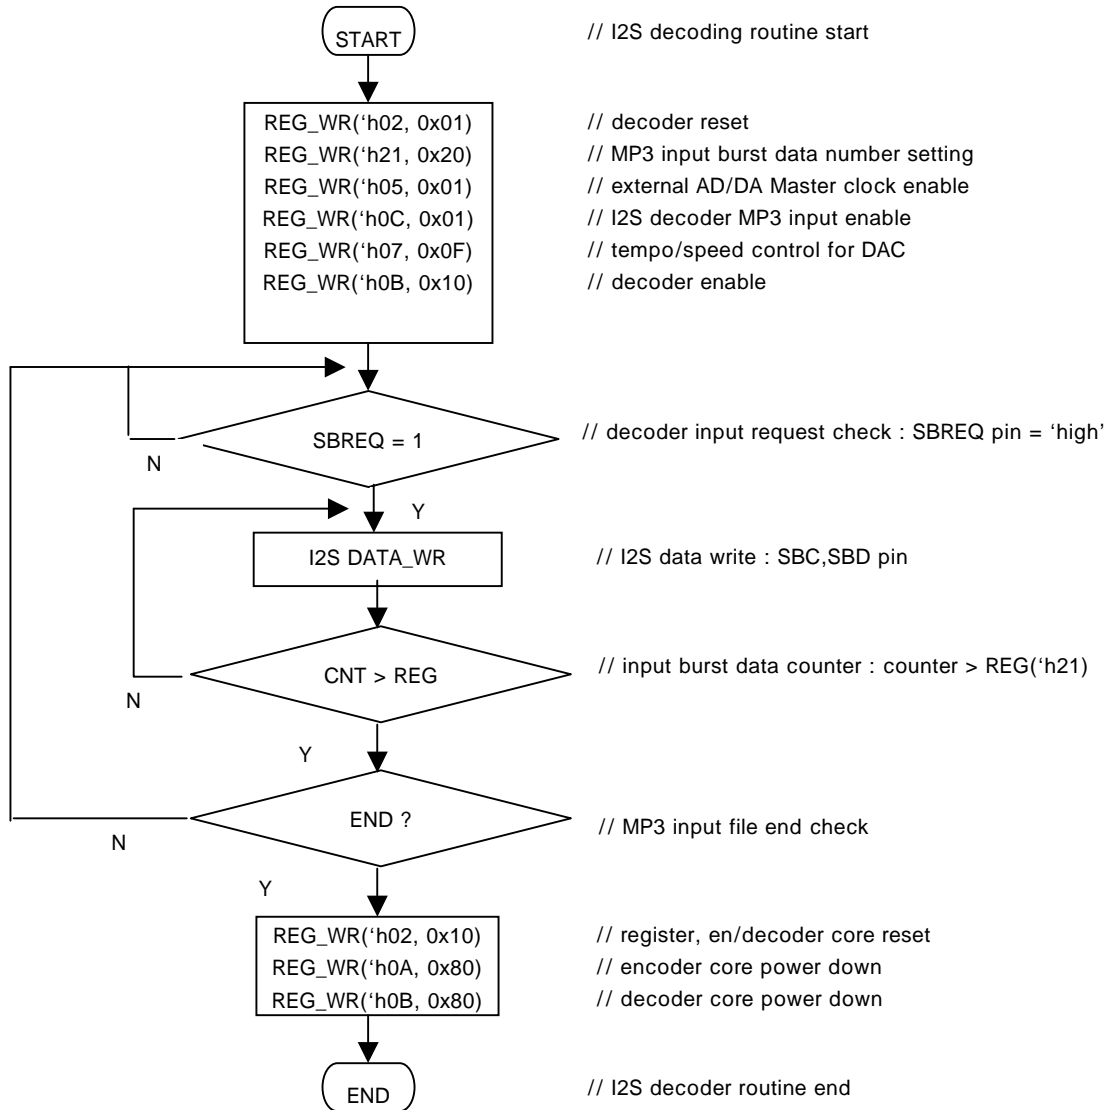 START // I2S decoding routine start
REG_WR(‘h02, 0x01) // decoder reset
REG_WR(‘h21, 0x20) // MP3 input burst data number setting
REG_WR(‘h05, 0x01) // external AD/DA Master clock enable
REG_WR(‘h0C, 0x01) // I2S decoder MP3 input enable
REG_WR(‘h07, 0x0F) // tempo/speed control for DAC
REG_WR(‘h0B, 0x10) // decoder enable
SBREQ = 1 // decoder input request check : SBREQ pin = ‘high’
N
Y
I2S DATA_WR // I2S data write : SBC,SBD pin
CNT > REG // input burst data counter : counter > REG(‘h21)
N
Y
END ? // MP3 input file end check
N
Y
REG_WR(‘h02, 0x10) // register, en/decoder core reset
REG_WR(‘h0A, 0x80) // encoder core power down
REG_WR(‘h0B, 0x80) // decoder core power down
END // I2S decoder routine end